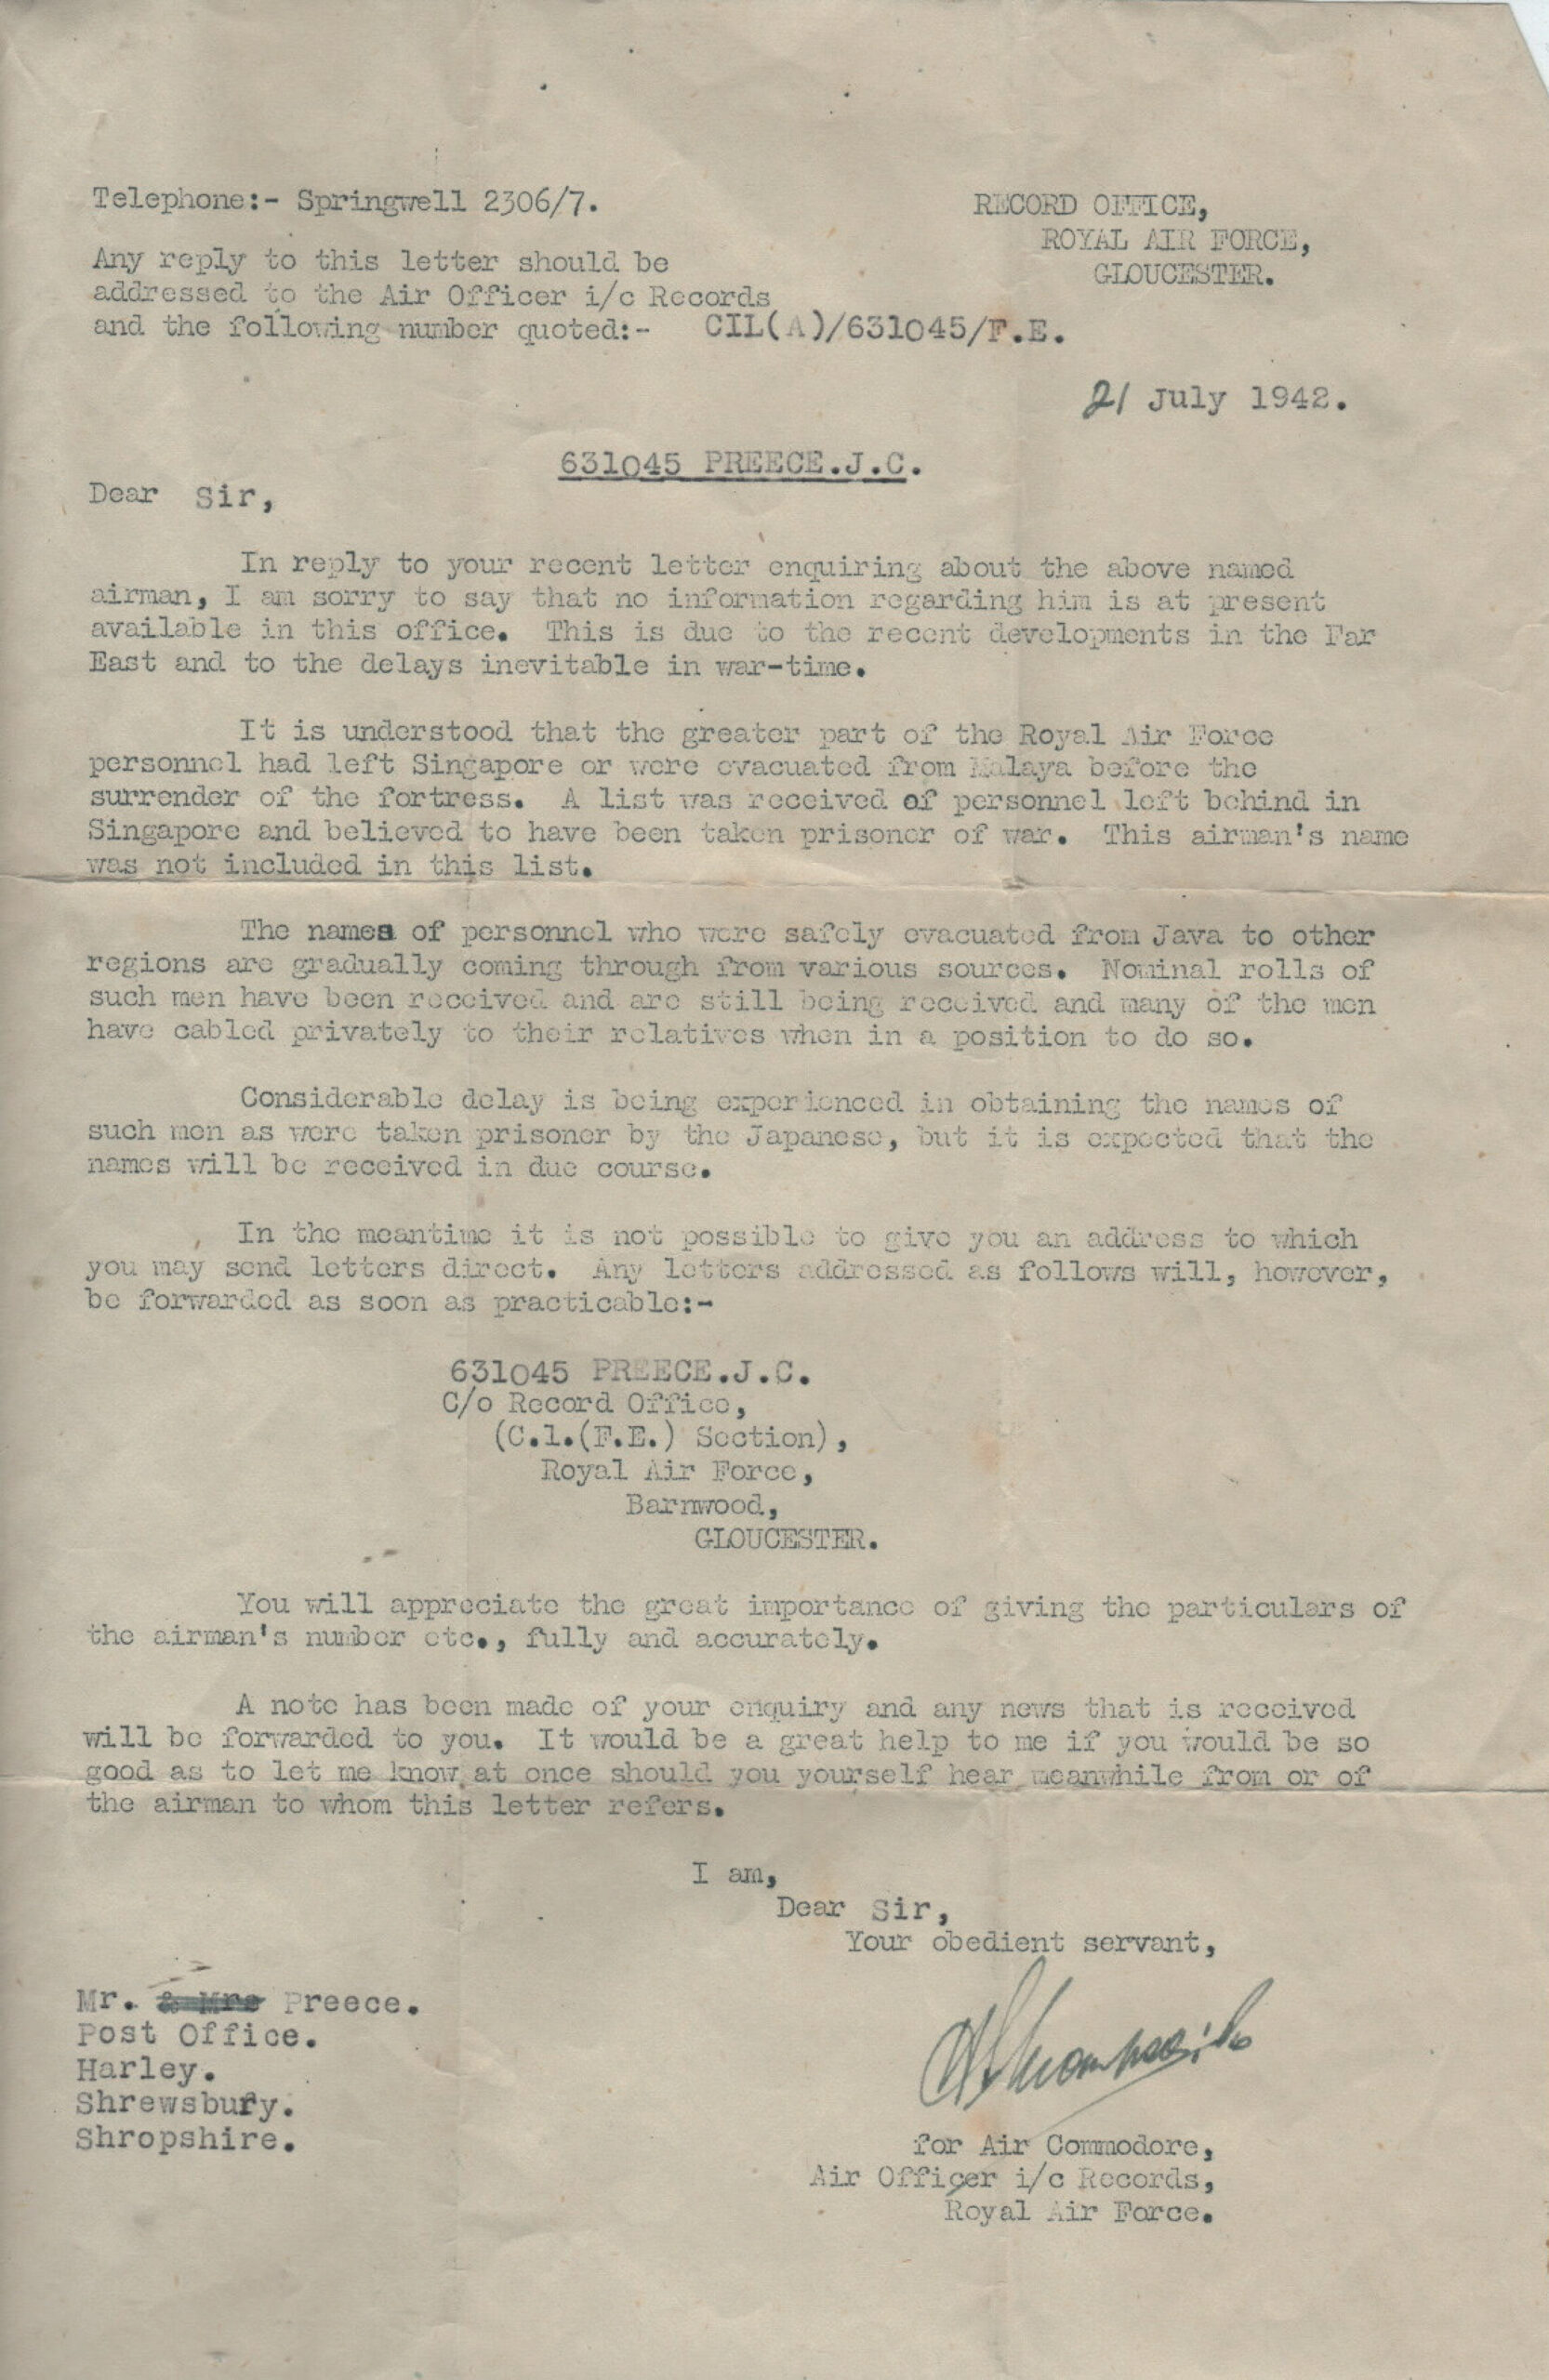 Telephone:- Springwell 2306/7.
RECORD OFFICE,
ROYAL AIR FORCE,
GLOUCESTER.
Any reply to this letter should be
addressed to the Air Officer i/c Records
and the following number quoted:- CIL(A)/631045/F.E.
21 July 1942.
631045 PREECE.J.C.
Dear Sir,
In reply to your recent letter enquiring about the above named
airman, I am sorry to say that no information regarding him is at present
available in this office. This is due to the recent developments in the Far
East and to the delays inevitable in war-time.
It is understood that the greater part of the Royal Air Force
personnel had left Singapore or were evacuated from Malaya before the
surrender of the fortress. A list was received of personnel left behind in
Singapore and believed to have been taken prisoner of war. This airman's name
was not included in this list.
The names of personnel who were safely evacuated from Java to other
regions are gradually coming through from various sources. Nominal rolls of
such men have been received and are still being received and many of the men
have cabled privately to their relatives when in a position to do so.
Considerable delay is being experienced in obtaining the names of
such men as were taken prisoner by the Japanese, but it is expected that the
names will be received in due course.
In the meantime it is not possible to give you an address to which
you may send letters direct. Any letters addressed as follows will, however,
be forwarded as soon as practicable:-
631045 PREECE.J.C.
C/o Record Office,
(C.l.(F.E.) Section),
Royal Air Force,
Barnwood,
GLOUCESTER.
You will appreciate the great importance of giving the particulars of
the airman's number etc., fully and accurately.
A note has been made of your enquiry and any news that is received
will be forwarded to you. It would be a great help to me if you would be so
good as to let me know at once should you yourself hear meanwhile from or of
the airman to whom this letter refers.
I am,
Dear Sir,
Your obedient servant,
Mr. & Mrs Preece.
Post Office.
Harley.
Shrewsbury.
Shropshire.
for Air Commodore,
Air Officer i/c Records,
Royal Air Force.